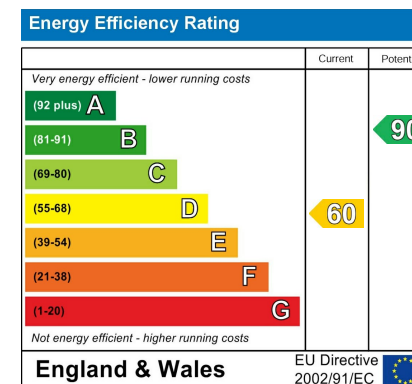 Energy Efficiency Rating
Current Potent
Very energy efficient - lower running costs
(92 plus) A
(81-91) B
90
(69-80) C
(55-68) D
60
(39-54) E
(21-38) F
(1-20) G
Not energy efficient - higher running costs
England & Wales
EU Directive
2002/91/EC